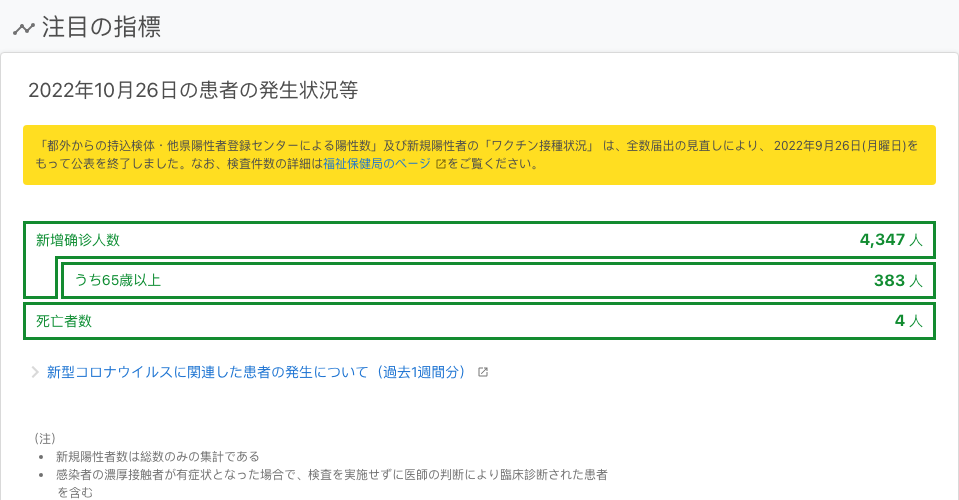 注目の指標
2022年10月26日の患者の発生状況等
「都外からの持込検体・他県陽性者登録センターによる陽性数」及び新規陽性者の「ワクチン接種状況」 は、全数届出の見直しにより、 2022年9月26日(月曜日)を
もって公表を終了しました。なお、検査件数の詳細は福祉保健局のページ をご覧ください。
新增确诊人数 4,347 人
うち65歳以上 383 人
死亡者数 4 人
新型コロナウイルスに関連した患者の発生について（過去1週間分）
（注）
• 新規陽性者数は総数のみの集計である
• 感染者の濃厚接触者が有症状となった場合で、検査を実施せずに医師の判断により臨床診断された患者
を含む